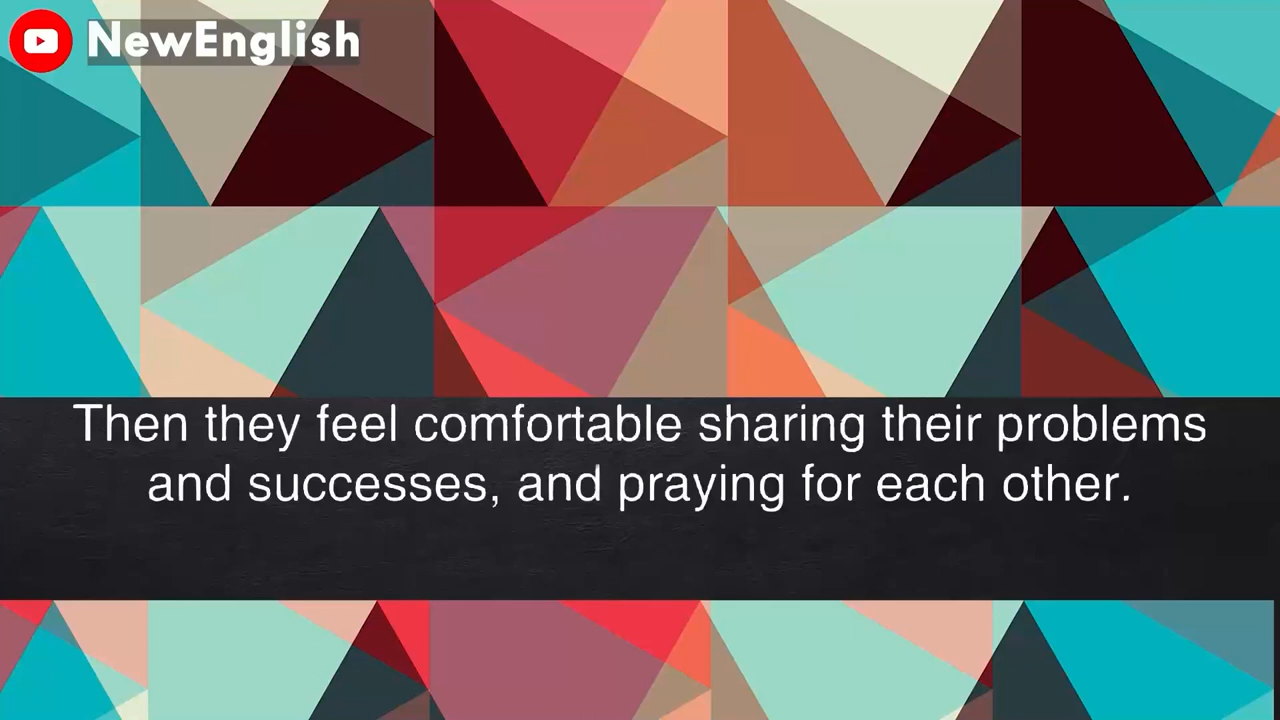 NewEnglish
Then they feel comfortable sharing their problems
and successes, and praying for each other.